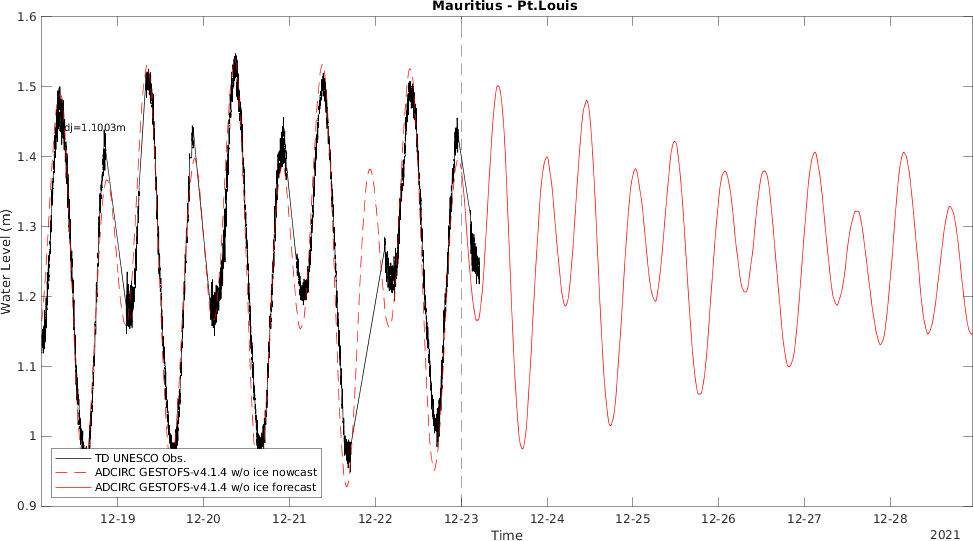 Mauritius - Pt.Louis
1.6
1.5
1.4
1.3
1.2
1.1
1
0.9
Water Level (m)
dj=1.1003m
TD UNESCO Obs.
ADCIRC GESTOFS-v4.1.4 w/o ice nowcast
ADCIRC GESTOFS-v4.1.4 w/o ice forecast
12-19
12-20
12-21
12-22
12-23
12-24
12-25
12-26
12-27
12-28
Time
2021